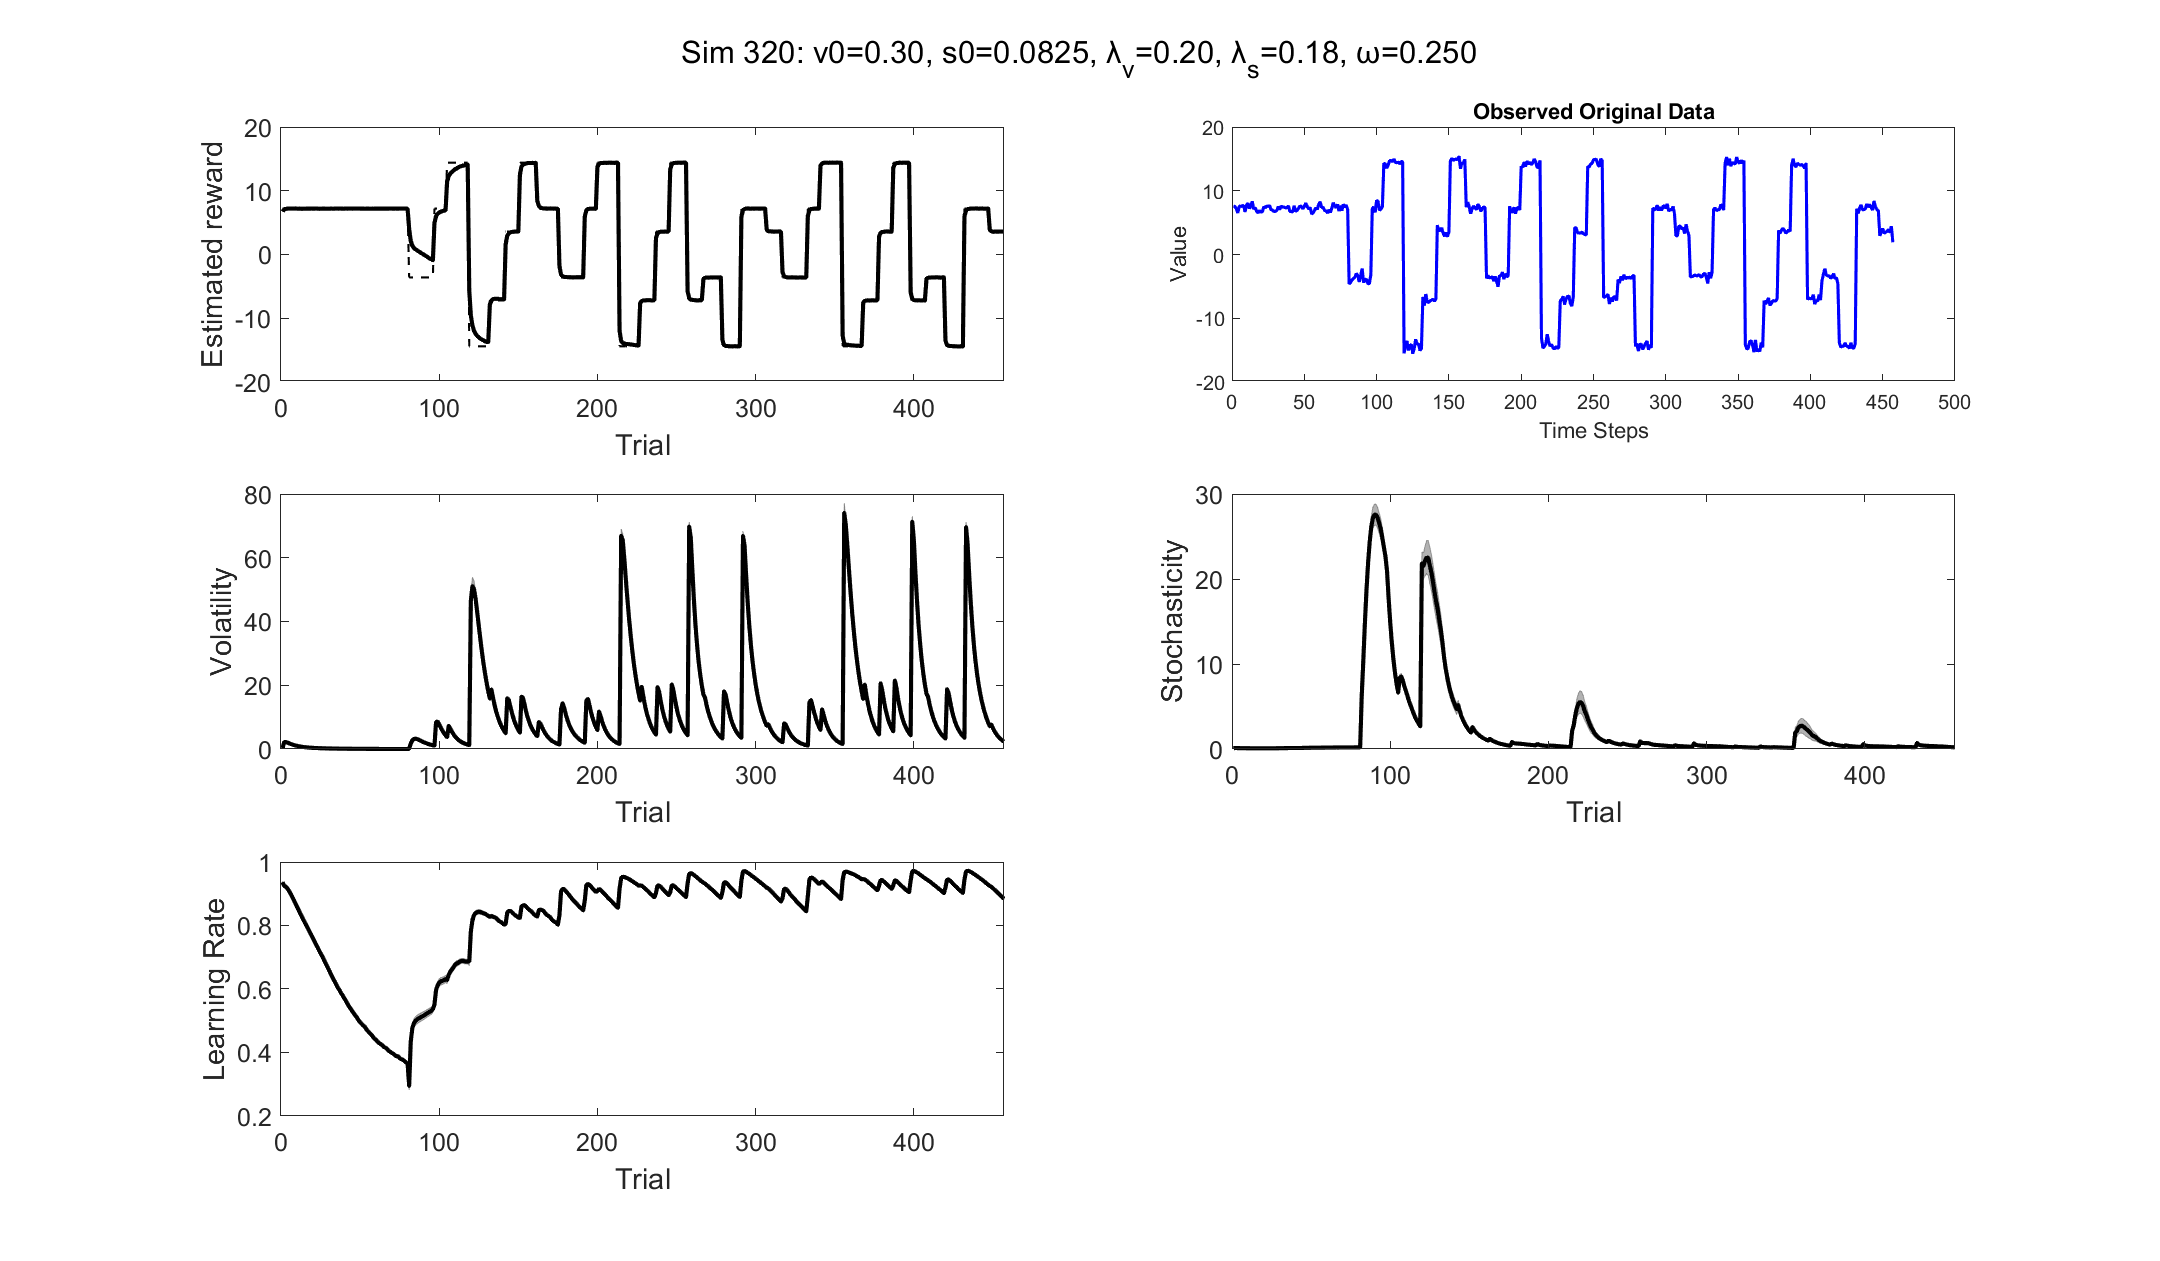 Sim 320: v0=0.30, s0=0.0825, λv=0.20, λs=0.18, ω=0.250
20
10
0
-10
-20
Estimated reward
0 100 200 300 400
Trial
Observed Original Data
20
10
0
-10
-20
Value
0 50 100 150 200 250 300 350 400 450 500
Time Steps
80
60
40
20
0
Volatility
0 100 200 300 400
Trial
30
20
10
0
Stochasticity
0 100 200 300 400
Trial
1
0.8
0.6
0.4
0.2
Learning Rate
0 100 200 300 400
Trial